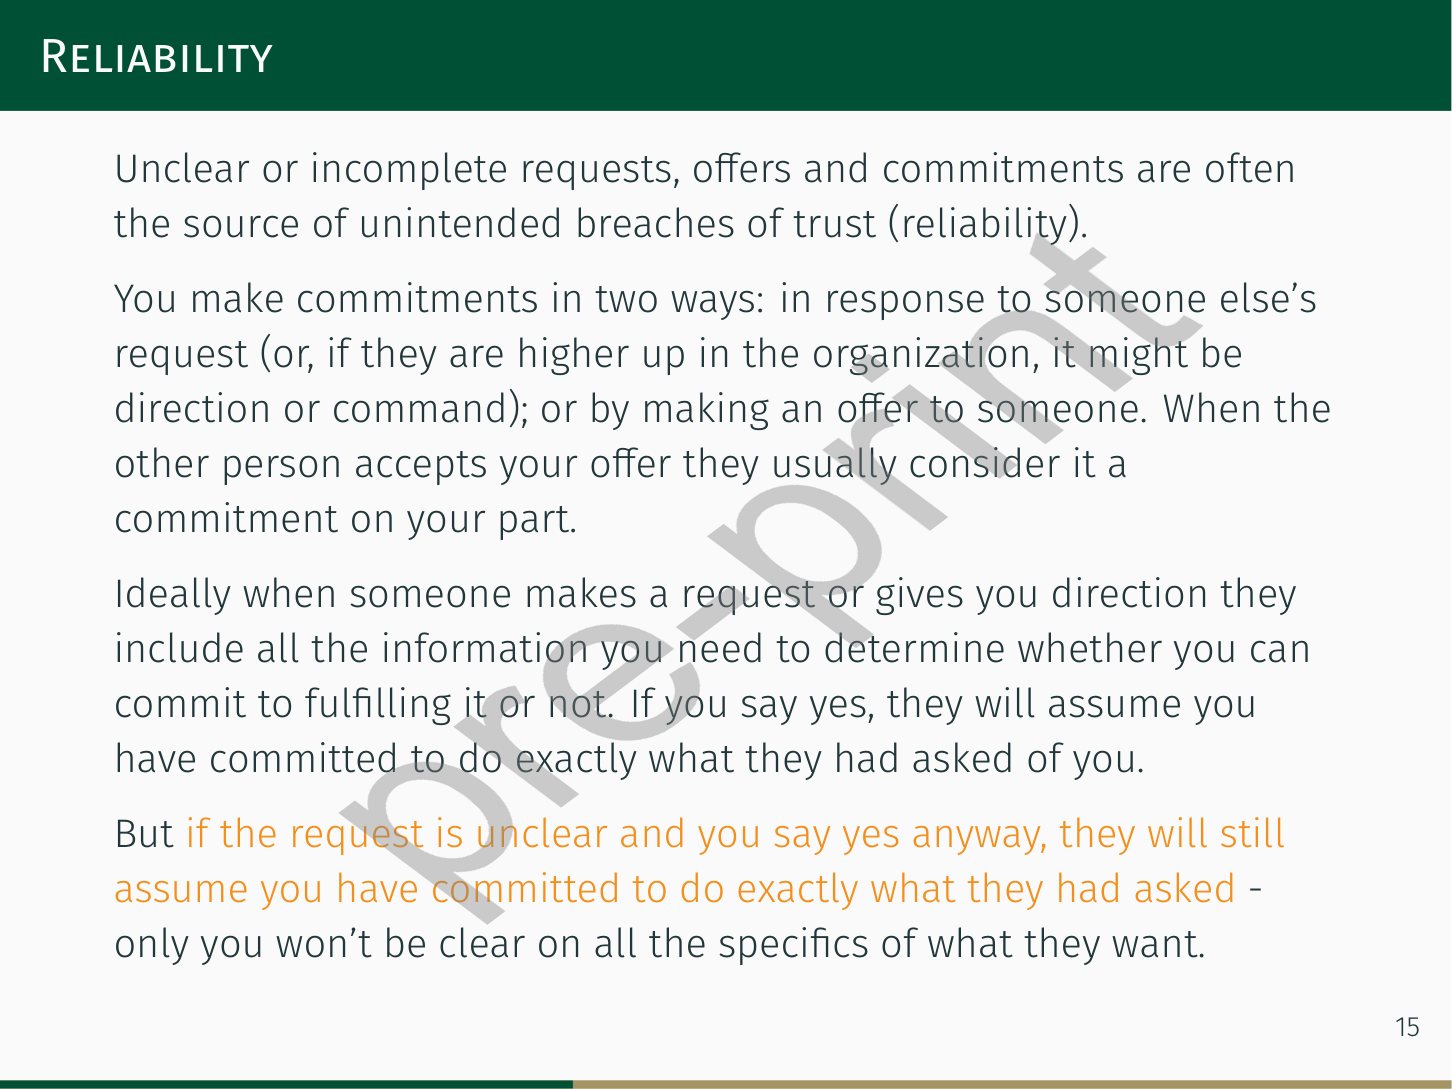 Reliability
Unclear or incomplete requests, offers and commitments are often
the source of unintended breaches of trust (reliability).
You make commitments in two ways: in response to someone else’s
request (or, if they are higher up in the organization, it might be
direction or command); or by making an offer to someone. When the
other person accepts your offer they usually consider it a
commitment on your part.
Ideally when someone makes a request or gives you direction they
include all the information you need to determine whether you can
commit to fulfilling it or not. If you say yes, they will assume you
have committed to do exactly what they had asked of you.
But if the request is unclear and you say yes anyway, they will still
assume you have committed to do exactly what they had asked -
only you won’t be clear on all the specifics of what they want.
pre-print
15